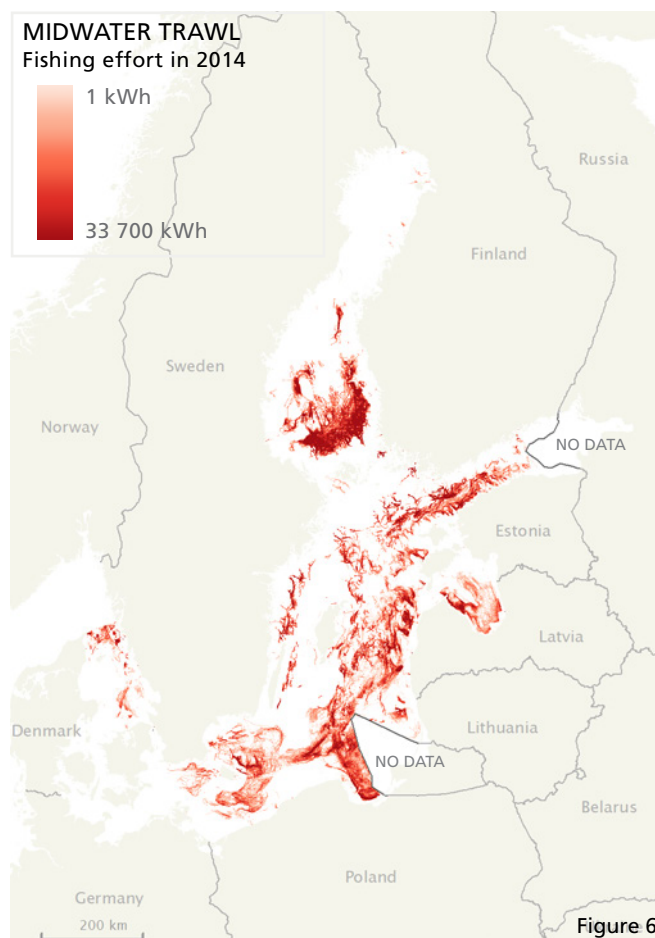 MIDWATER TRAWL
Fishing effort in 2014
1 kWh
33 700 kWh
Russia
Finland
Sweden
Norway
NO DATA
Estonia
Latvia
Denmark
Lithuania
NO DATA
Belarus
Poland
Germany
200 km
Figure 6